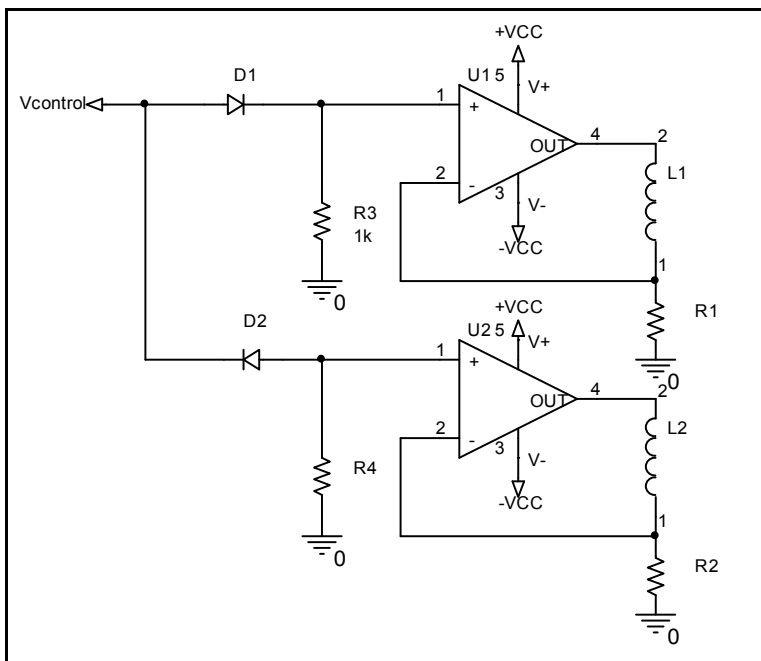 +VCC
D1
U1 5
V+
Vcontrol
1
+
OUT
4
2
L1
2
-
3
V-
R3
1k
-VCC
1
0
R1
+VCC
D2
U2 5
V+
1
+
0
OUT
4
2
L2
2
-
3
V-
R4
-VCC
1
0
R2
0